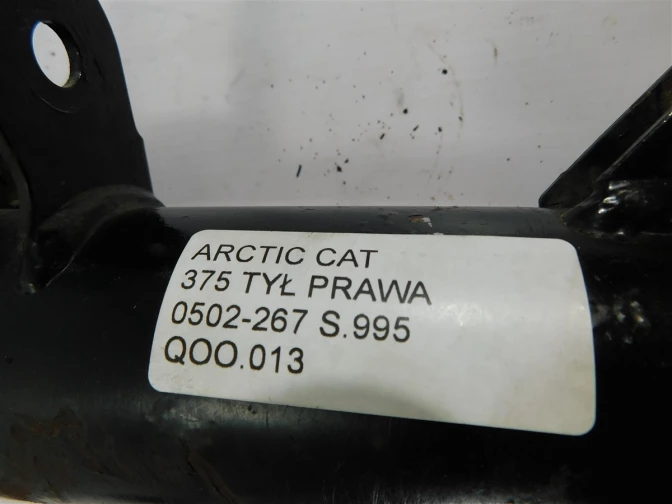 ARCTIC CAT
375 TYŁ PRAWA
0502-267 S.995
QOO.013